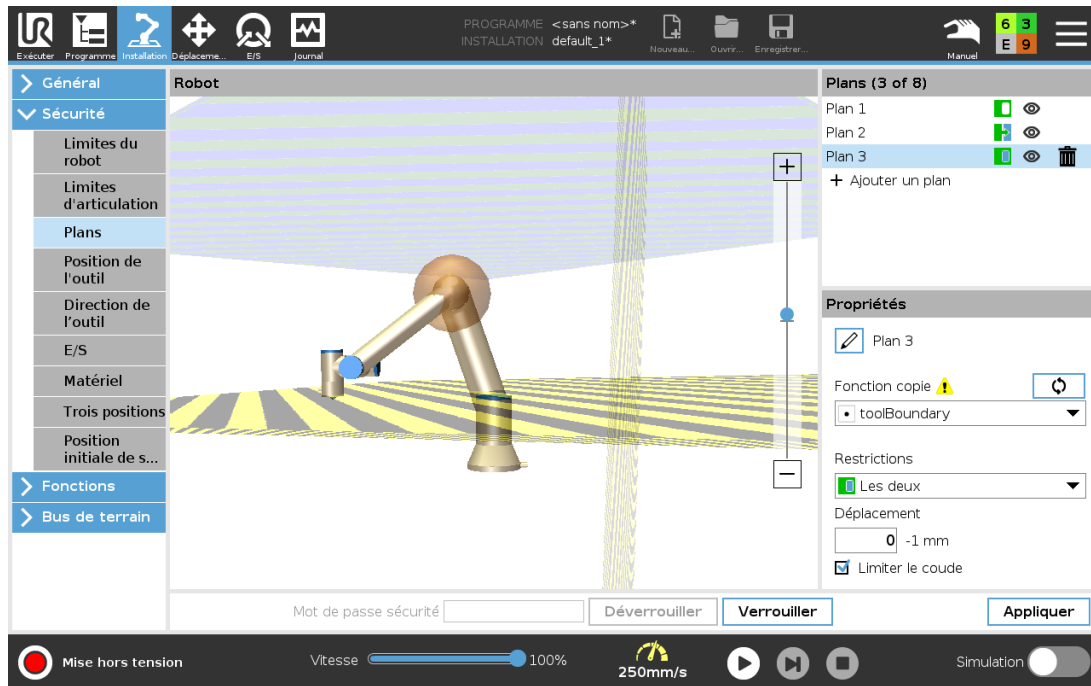 PROGRAMME <sans nom>*
INSTALLATION default_1*
Exécuter Programme Installation Déplaceme... E/S Journal
Nouveau... Ouvrir... Enregistrer...
Manuel
6 3
E 9
Général
Sécurité
Limites du
robot
Limites
d'articulation
Plans
Position de
l'outil
Direction de
l’outil
E/S
Matériel
Trois positions
Position
initiale de s...
Fonctions
Bus de terrain
Robot
Plans (3 of 8)
Plan 1
Plan 2
Plan 3
+ Ajouter un plan
Propriétés
Plan 3
Fonction copie
toolBoundary
Restrictions
Les deux
Déplacement
0 -1 mm
Limiter le coude
Mot de passe sécurité
Déverrouiller
Verrouiller
Appliquer
Mise hors tension
Vitesse
100%
250mm/s
Simulation